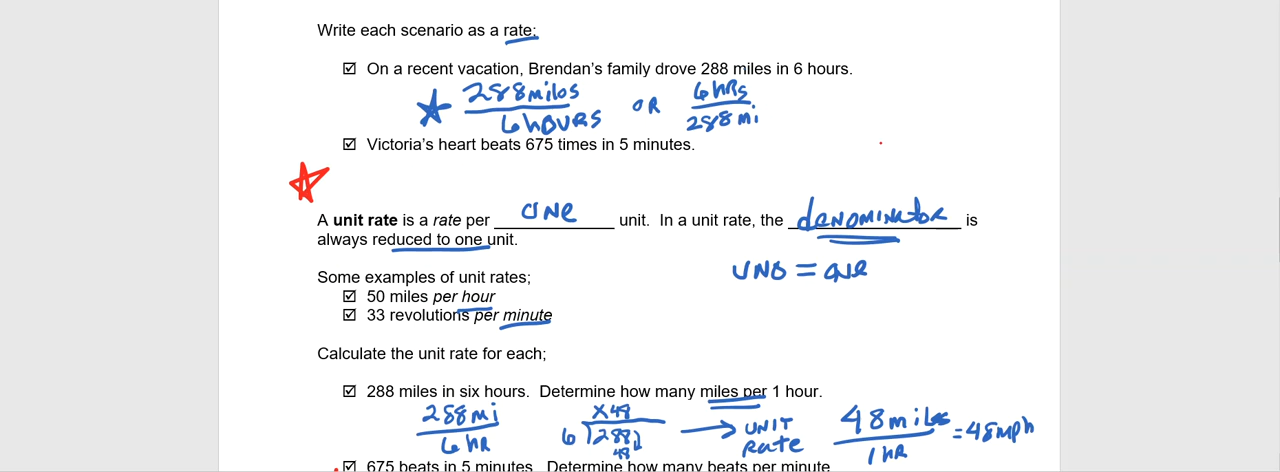 Write each scenario as a rate;
☑ On a recent vacation, Brendan's family drove 288 miles in 6 hours.
288 miles OR 6 hRs
6 hOURS 288 mi
☑ Victoria's heart beats 675 times in 5 minutes.
A unit rate is a rate per ONe unit. In a unit rate, the deNOMiNatoR is
always reduced to one unit.
UNO = ONe
Some examples of unit rates;
☑ 50 miles per hour
☑ 33 revolutions per minute
Calculate the unit rate for each;
☑ 288 miles in six hours. Determine how many miles per 1 hour.
288 mi x48 → UNIT 48 miles = 48 mph
6 hR 6 288 Rate 1 hR
48
☑ 675 beats in 5 minutes. Determine how many beats per minute